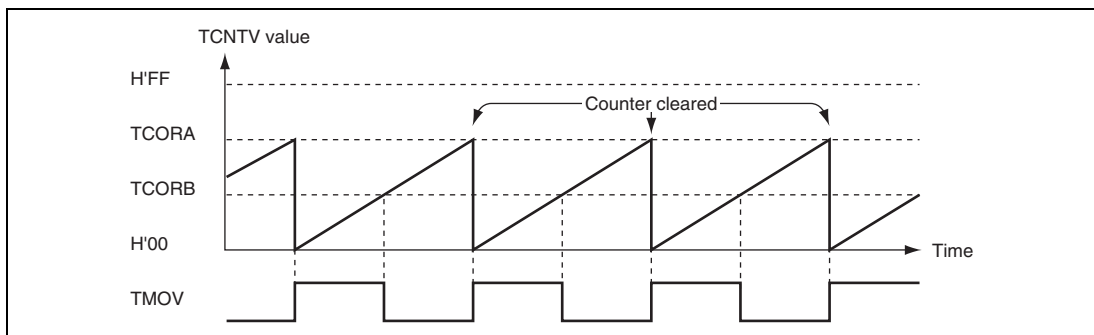 TCNTV value
H'FF
Counter cleared
TCORA
TCORB
H'00
Time
TMOV